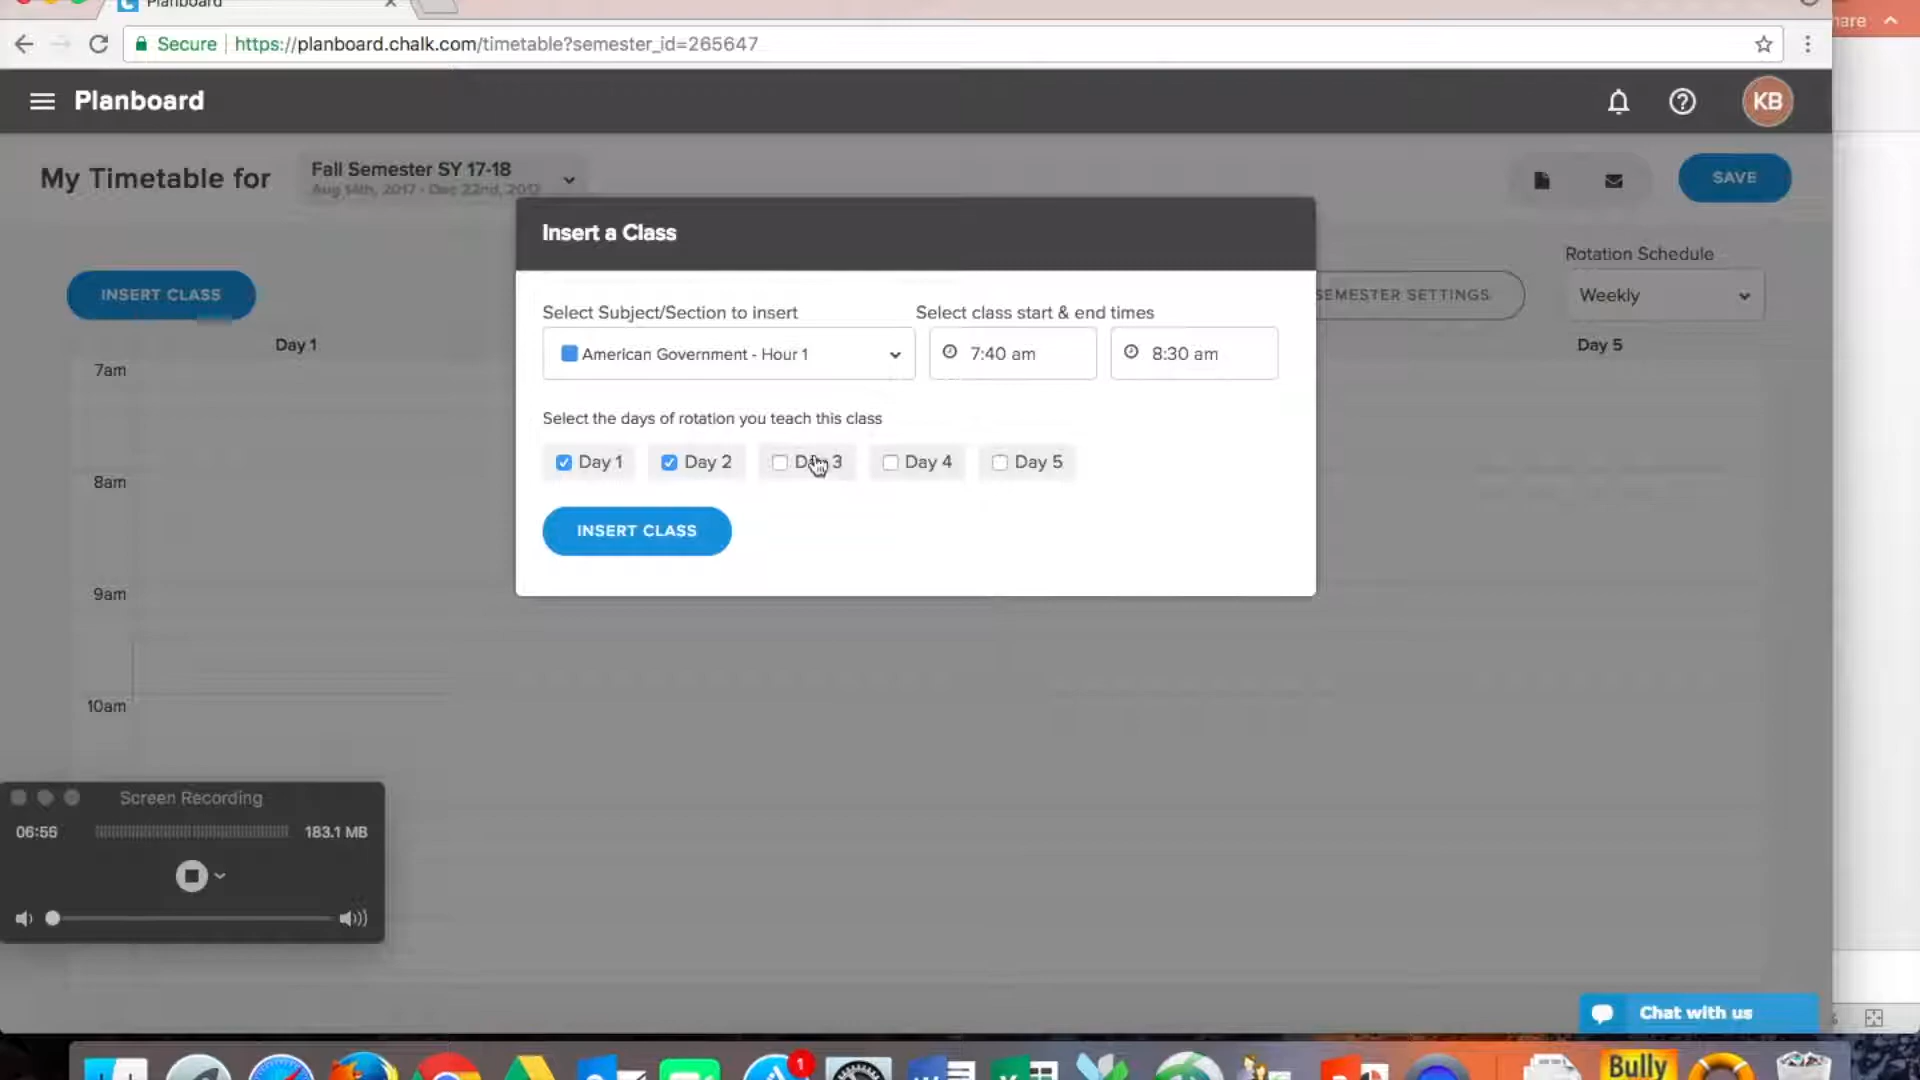 Planboard
Secure https://planboard.chalk.com/timetable?semester_id=265647
are
Planboard
KB
My Timetable for
Fall Semester SY 17-18
Aug 14th, 2017 - Dec 22nd, 2017
SAVE
Insert a Class
Rotation Schedule
INSERT CLASS
SEMESTER SETTINGS
Weekly
Select Subject/Section to insert
Select class start & end times
American Government - Hour 1
7:40 am
8:30 am
Day 1
Day 5
7am
Select the days of rotation you teach this class
Day 1
Day 2
Day 3
Day 4
Day 5
8am
INSERT CLASS
9am
10am
Screen Recording
06:56
183.1 MB
Chat with us
1
Bully